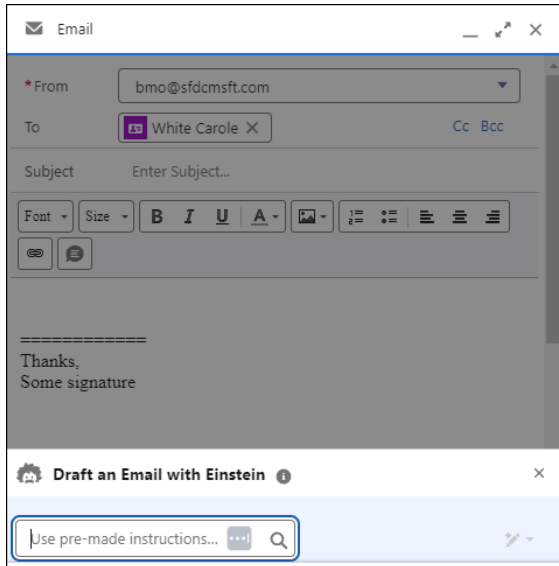 Email
*From bmo@sfdcmsft.com
To White Carole Cc Bcc
Subject Enter Subject...
Font Size B I U A
============
Thanks,
Some signature
Draft an Email with Einstein
Use pre-made instructions...